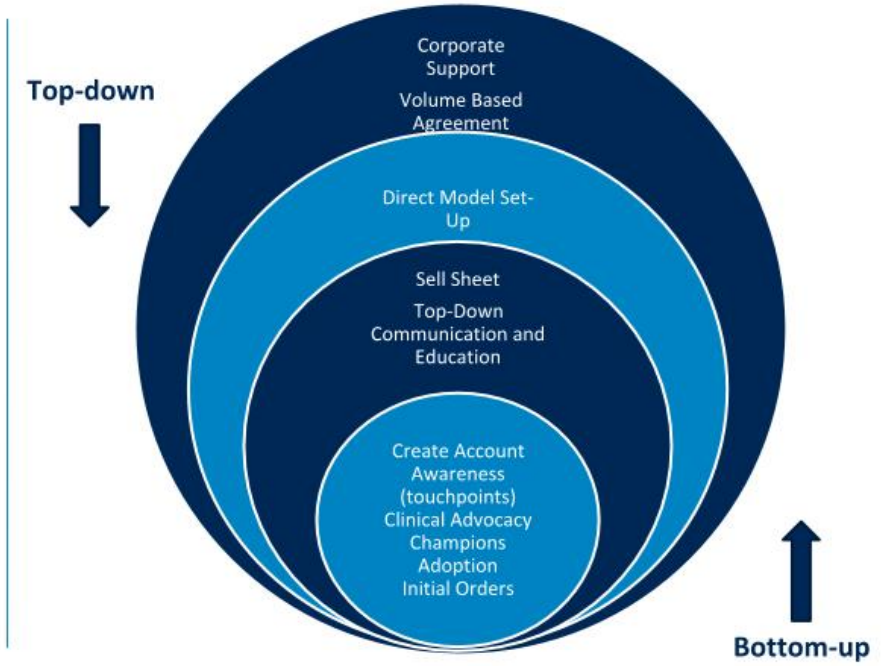 Top-down
Corporate
Support
Volume Based
Agreement
Direct Model Set-
Up
Sell Sheet
Top-Down
Communication and
Education
Create Account
Awareness
(touchpoints)
Clinical Advocacy
Champions
Adoption
Initial Orders
Bottom-up